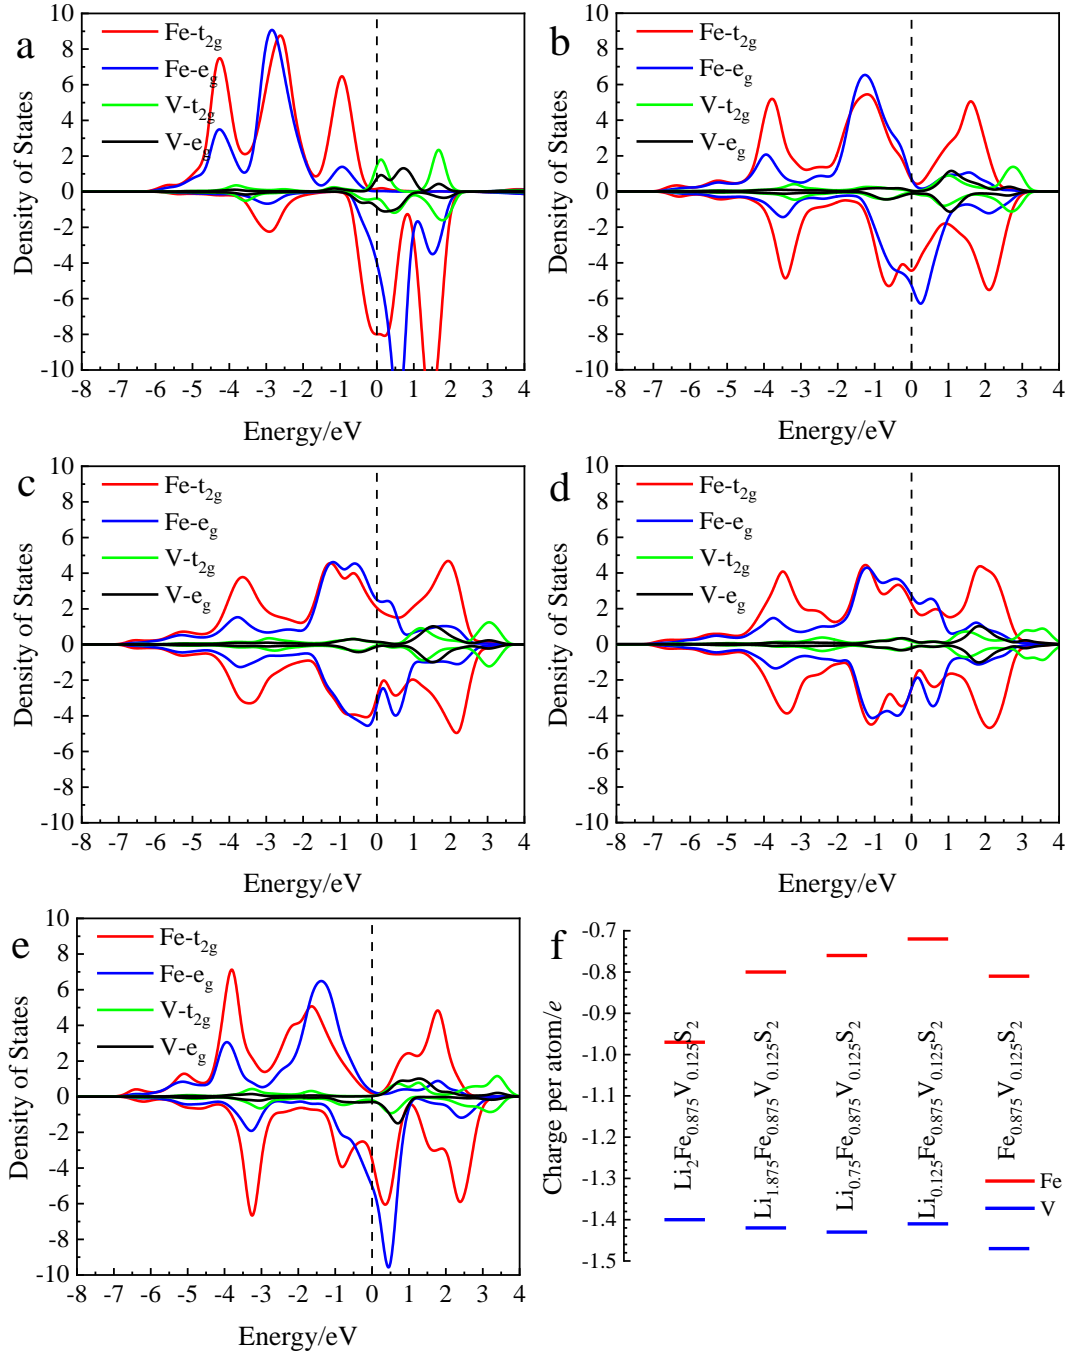 a
Fe-t2g
Fe-eg
V-t2g
V-eg
10
8
6
4
2
0
-2
-4
-6
-8
-10
Density of States
-8 -7 -6 -5 -4 -3 -2 -1 0 1 2 3 4
Energy/eV
b
Fe-t2g
Fe-eg
V-t2g
V-eg
10
8
6
4
2
0
-2
-4
-6
-8
-10
Density of States
-8 -7 -6 -5 -4 -3 -2 -1 0 1 2 3 4
Energy/eV
c
Fe-t2g
Fe-eg
V-t2g
V-eg
10
8
6
4
2
0
-2
-4
-6
-8
-10
Density of States
-8 -7 -6 -5 -4 -3 -2 -1 0 1 2 3 4
Energy/eV
d
Fe-t2g
Fe-eg
V-t2g
V-eg
10
8
6
4
2
0
-2
-4
-6
-8
-10
Density of States
-8 -7 -6 -5 -4 -3 -2 -1 0 1 2 3 4
Energy/eV
e
Fe-t2g
Fe-eg
V-t2g
V-eg
10
8
6
4
2
0
-2
-4
-6
-8
-10
Density of States
-8 -7 -6 -5 -4 -3 -2 -1 0 1 2 3 4
Energy/eV
f
-0.7
-0.8
-0.9
-1.0
-1.1
-1.2
-1.3
-1.4
-1.5
Charge per atom/e
Li2Fe0.875V0.125S2
Li1.875Fe0.875V0.125S2
Li0.75Fe0.875V0.125S2
Li0.125Fe0.875V0.125S2
Fe0.875V0.125S2
Fe
V